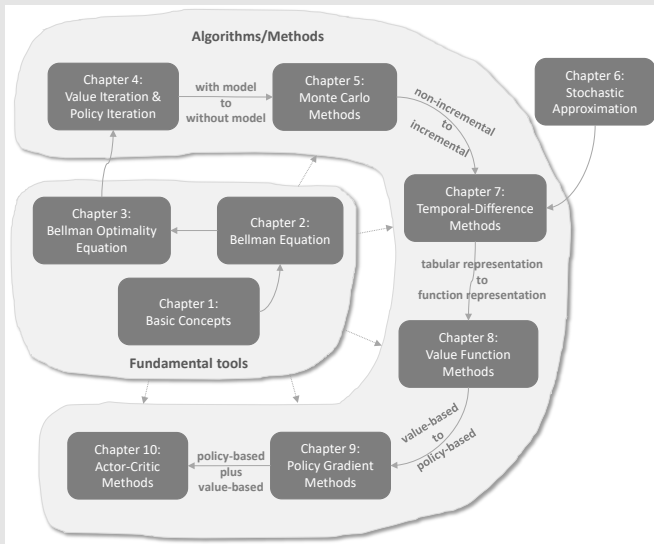 Algorithms/Methods
Chapter 4:
Value Iteration &
Policy Iteration
with model
to
without model
Chapter 5:
Monte Carlo
Methods
non-incremental
to
incremental
Chapter 6:
Stochastic
Approximation
Chapter 3:
Bellman Optimality
Equation
Chapter 2:
Bellman Equation
Chapter 7:
Temporal-Difference
Methods
Chapter 1:
Basic Concepts
tabular representation
to
function representation
Fundamental tools
Chapter 8:
Value Function
Methods
value-based
to
policy-based
Chapter 10:
Actor-Critic
Methods
policy-based
plus
value-based
Chapter 9:
Policy Gradient
Methods